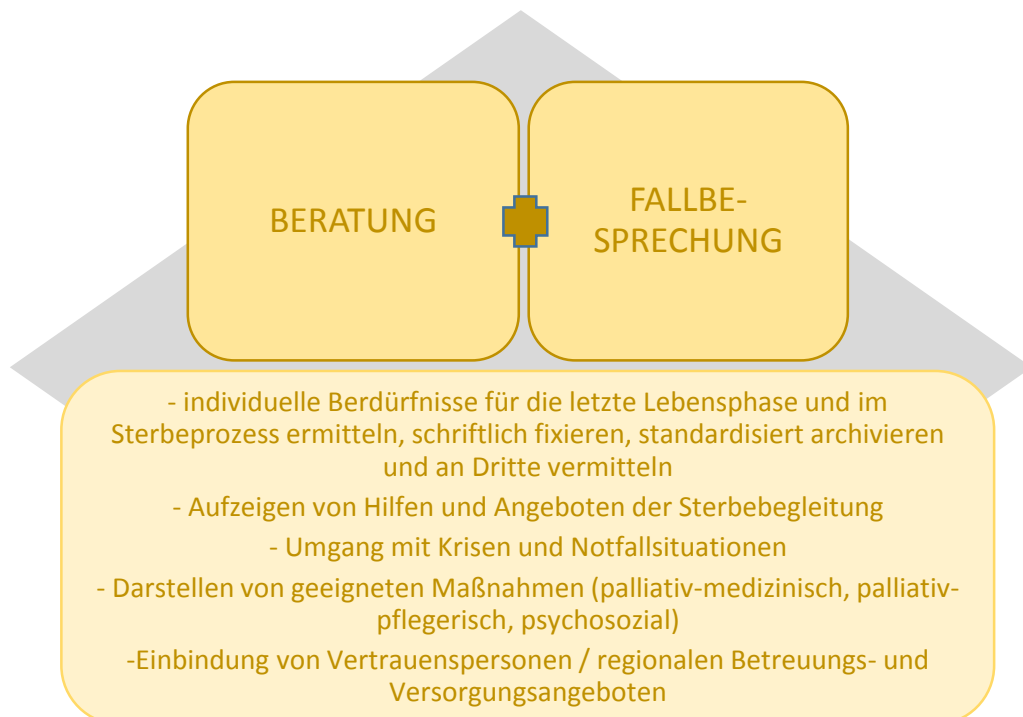 BERATUNG
FALLBE-
SPRECHUNG
- individuelle Berdürfnisse für die letzte Lebensphase und im
Sterbeprozess ermitteln, schriftlich fixieren, standardisiert archivieren
und an Dritte vermitteln
- Aufzeigen von Hilfen und Angeboten der Sterbebegleitung
- Umgang mit Krisen und Notfallsituationen
- Darstellen von geeigneten Maßnahmen (palliativ-medizinisch, palliativ-
pflegerisch, psychosozial)
-Einbindung von Vertrauenspersonen / regionalen Betreuungs- und
Versorgungsangeboten